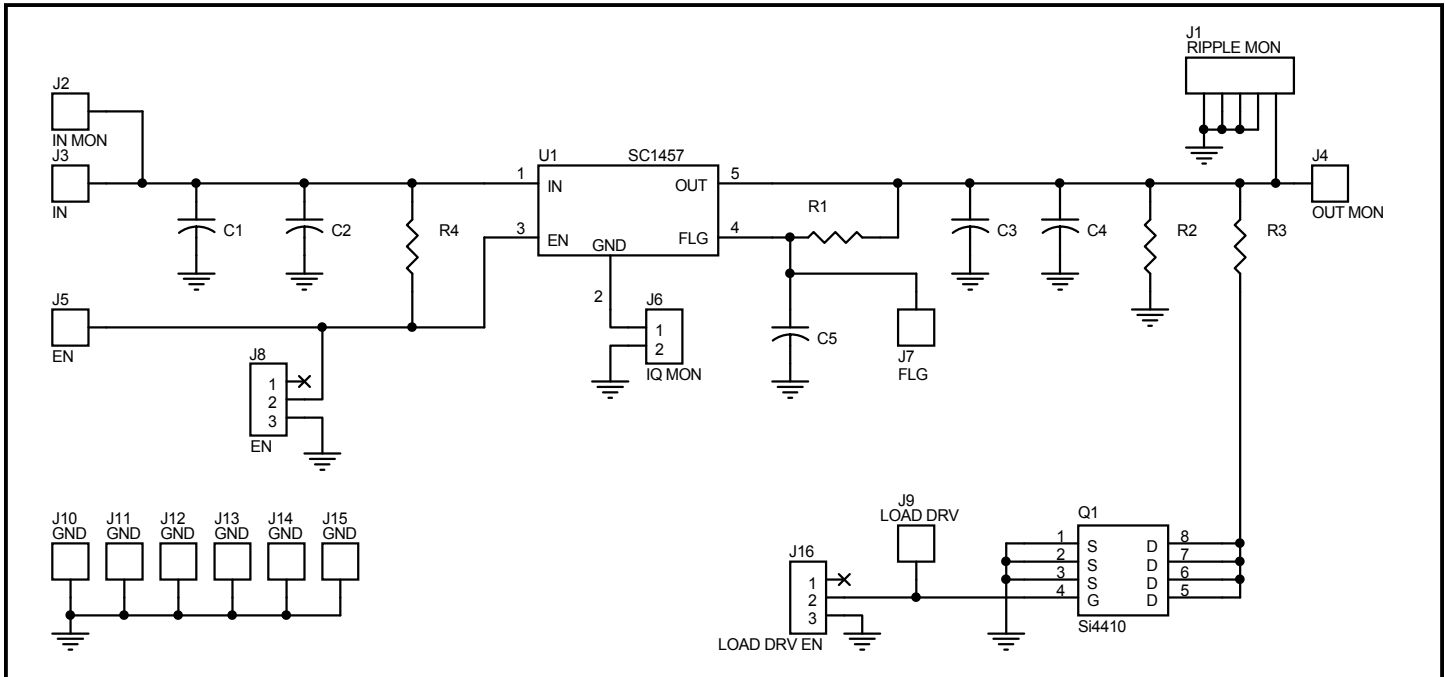 J1
RIPPLE MON
J2
IN MON
J3
IN
U1 SC1457
1 IN
OUT 5
J4
OUT MON
C1
C2
R4
3 EN
GND
FLG 4
R1
C3
C4
R2
R3
2
J5
EN
J6
1
2
IQ MON
C5
J7
FLG
J8
1
2
3
EN
J10
GND
J11
GND
J12
GND
J13
GND
J14
GND
J15
GND
J9
LOAD DRV
J16
1
2
3
LOAD DRV EN
Q1
1 S D 8
2 S D 7
3 S D 6
4 G D 5
Si4410